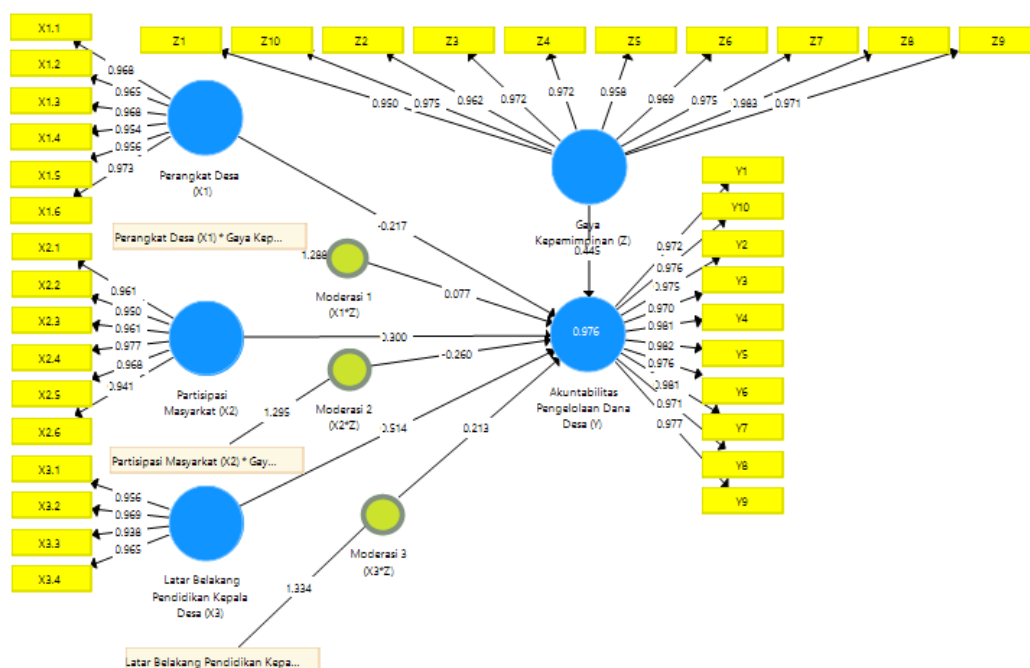 X1.1
X1.2
X1.3
X1.4
X1.5
X1.6
0.968
0.965
0.968
0.954
0.956
0.973
Perangkat Desa
(X1)
Z1
Z10
Z2
Z3
Z4
Z5
Z6
Z7
Z8
Z9
0.950
0.975
0.962
0.972
0.972
0.958
0.969
0.975
0.983
0.971
Gaya
Kepemimpinan (Z)
0.445
-0.217
Perangkat Desa (X1) * Gaya Kep...
1.288
Moderasi 1
(X1*Z)
0.077
X2.1
X2.2
X2.3
X2.4
X2.5
X2.6
0.961
0.950
0.961
0.977
0.968
0.941
Partisipasi
Masyarkat (X2)
0.300
-0.260
Moderasi 2
(X2*Z)
1.295
Partisipasi Masyarkat (X2) * Gay...
0.514
0.213
X3.1
X3.2
X3.3
X3.4
0.956
0.969
0.938
0.965
Latar Belakang
Pendidikan Kepala
Desa (X3)
Moderasi 3
(X3*Z)
1.334
Latar Belakang Pendidikan Kepa...
0.976
Akuntabilitas
Pengelolaan Dana
Desa (Y)
0.972
0.976
0.975
0.970
0.981
0.982
0.976
0.981
0.971
0.977
Y1
Y10
Y2
Y3
Y4
Y5
Y6
Y7
Y8
Y9